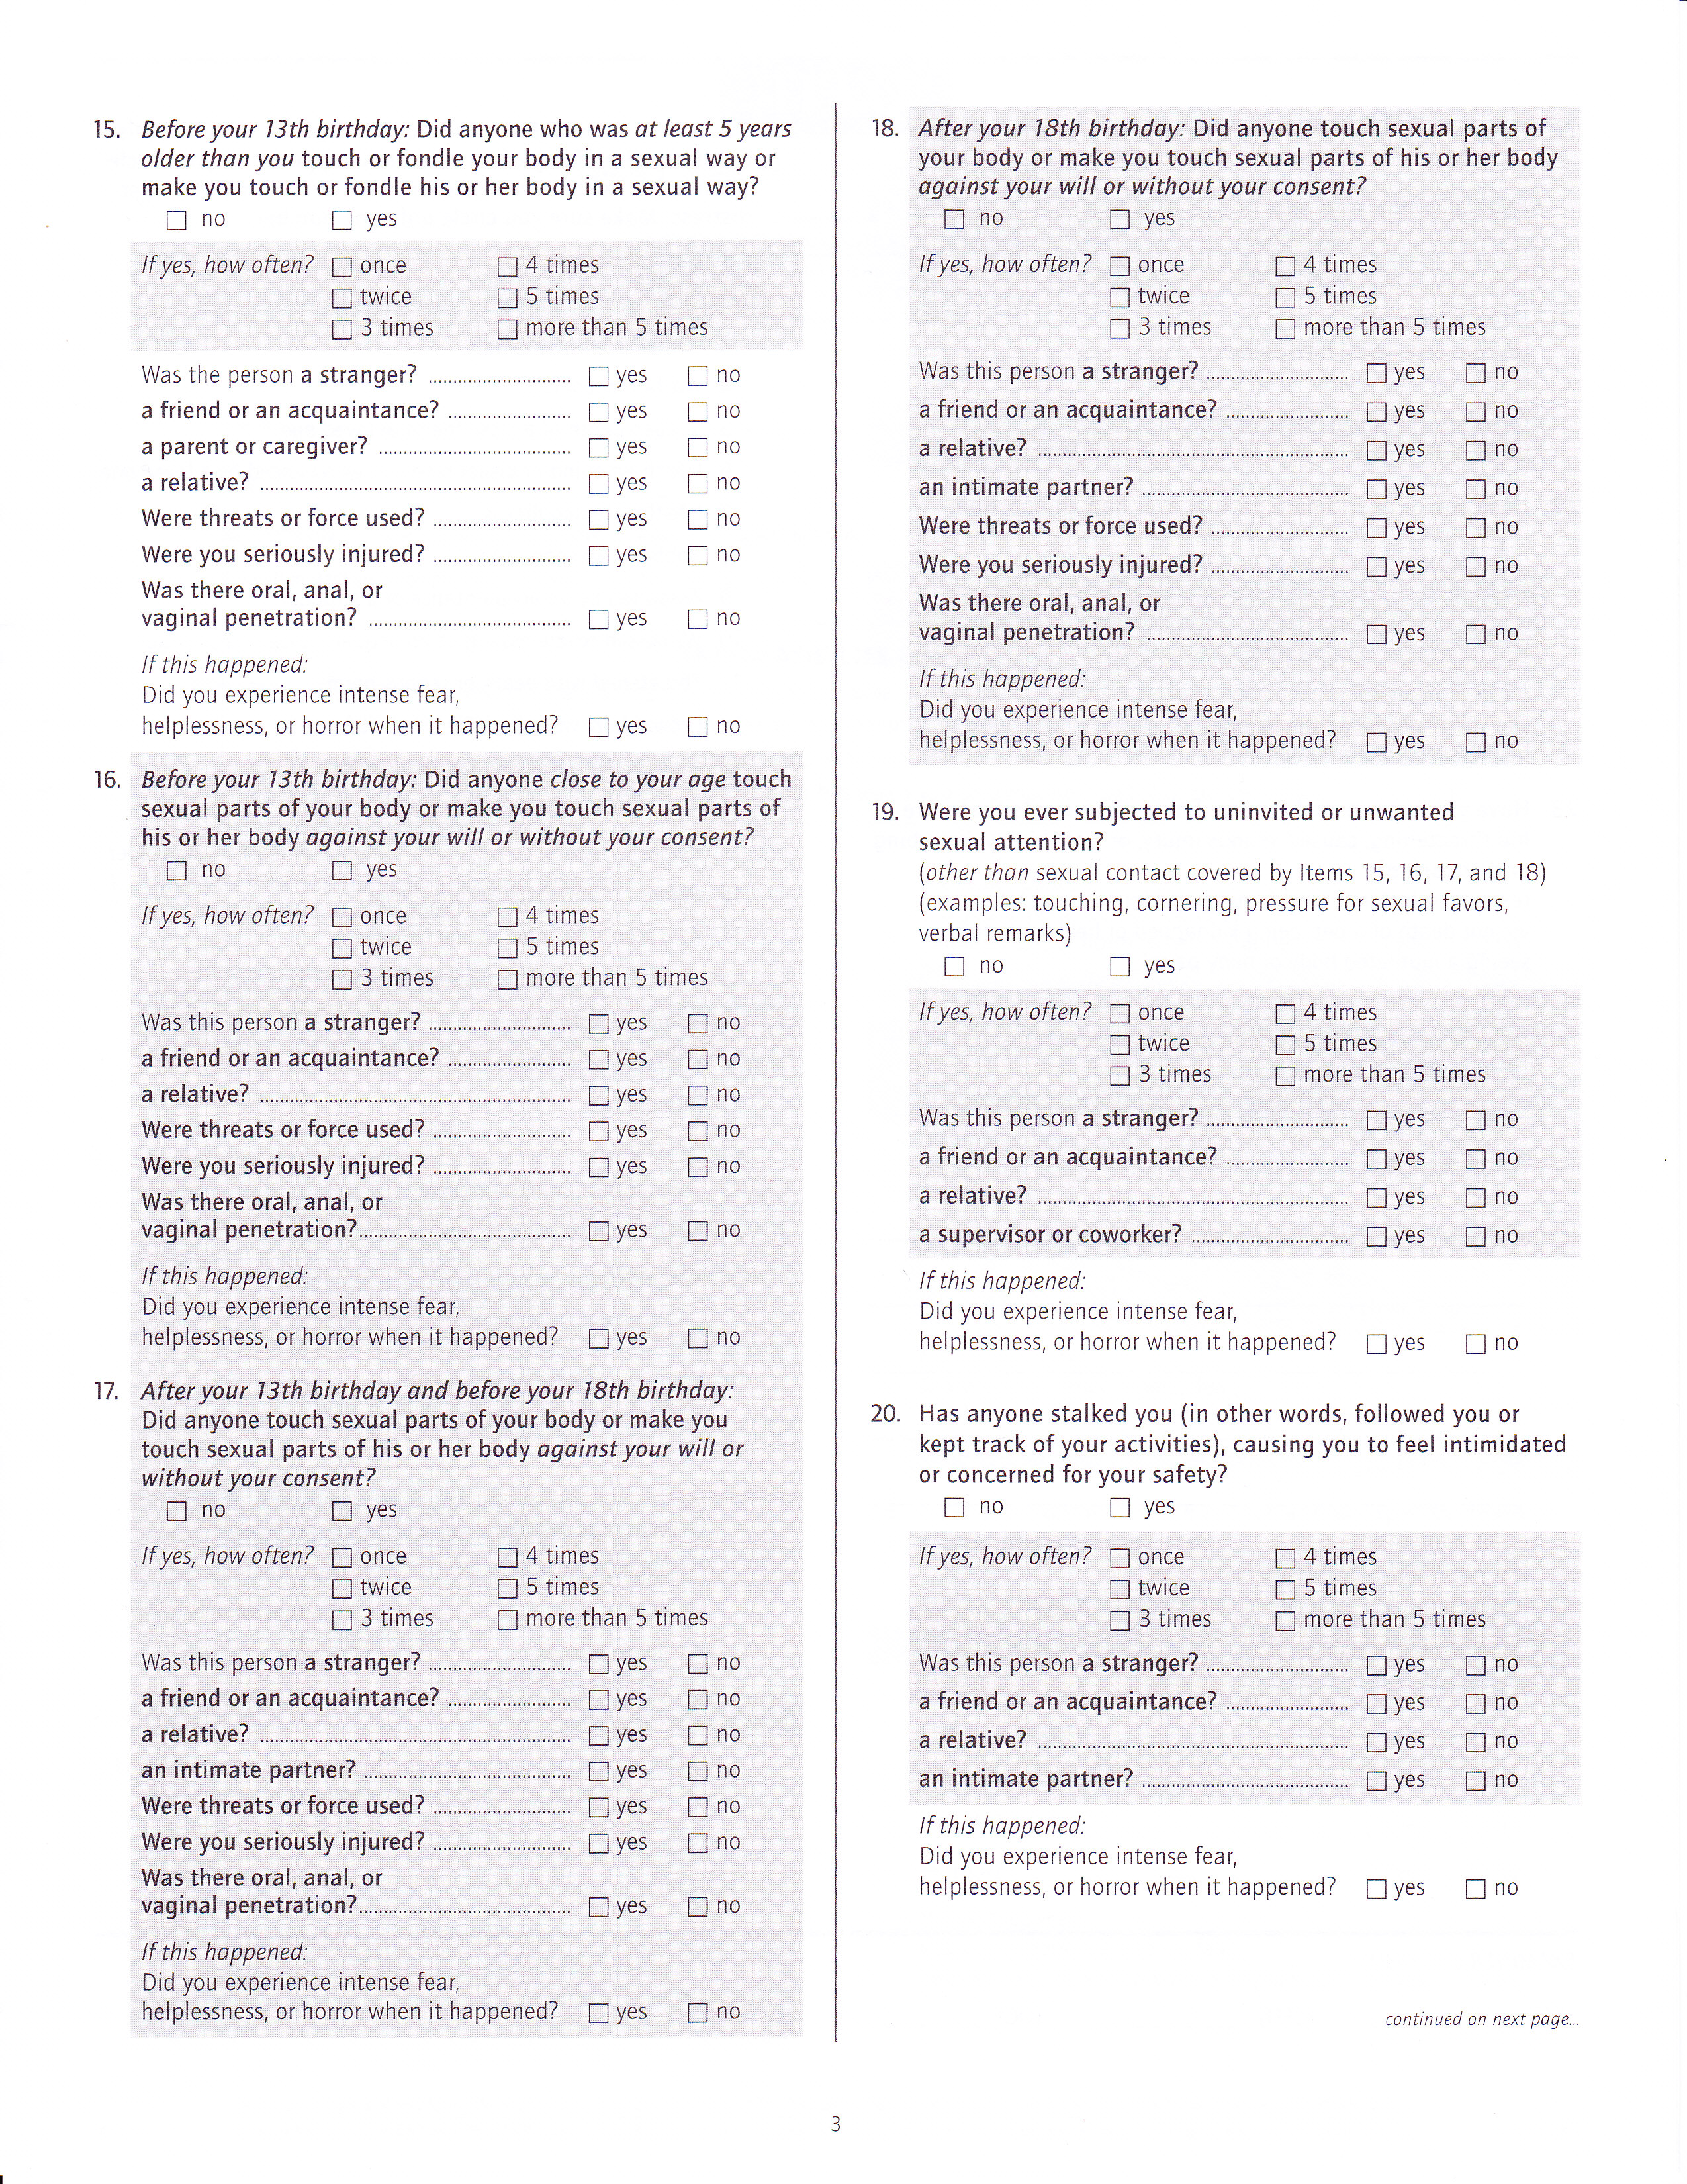 15. Before your 13th birthday: Did anyone who was at least 5 years
older than you touch or fondle your body in a sexual way or
make you touch or fondle his or her body in a sexual way?
☐ no ☐ yes
If yes, how often? ☐ once ☐ 4 times
☐ twice ☐ 5 times
☐ 3 times ☐ more than 5 times
Was the person a stranger? .............................. ☐ yes ☐ no
a friend or an acquaintance? .......................... ☐ yes ☐ no
a parent or caregiver? ........................................ ☐ yes ☐ no
a relative? ................................................................. ☐ yes ☐ no
Were threats or force used? ............................. ☐ yes ☐ no
Were you seriously injured? ............................. ☐ yes ☐ no
Was there oral, anal, or
vaginal penetration? .......................................... ☐ yes ☐ no
If this happened:
Did you experience intense fear,
helplessness, or horror when it happened? ☐ yes ☐ no
16. Before your 13th birthday: Did anyone close to your age touch
sexual parts of your body or make you touch sexual parts of
his or her body against your will or without your consent?
☐ no ☐ yes
If yes, how often? ☐ once ☐ 4 times
☐ twice ☐ 5 times
☐ 3 times ☐ more than 5 times
Was this person a stranger? .............................. ☐ yes ☐ no
a friend or an acquaintance? .......................... ☐ yes ☐ no
a relative? ................................................................. ☐ yes ☐ no
Were threats or force used? ............................. ☐ yes ☐ no
Were you seriously injured? ............................. ☐ yes ☐ no
Was there oral, anal, or
vaginal penetration?............................................ ☐ yes ☐ no
If this happened:
Did you experience intense fear,
helplessness, or horror when it happened? ☐ yes ☐ no
17. After your 13th birthday and before your 18th birthday:
Did anyone touch sexual parts of your body or make you
touch sexual parts of his or her body against your will or
without your consent?
☐ no ☐ yes
If yes, how often? ☐ once ☐ 4 times
☐ twice ☐ 5 times
☐ 3 times ☐ more than 5 times
Was this person a stranger? .............................. ☐ yes ☐ no
a friend or an acquaintance? .......................... ☐ yes ☐ no
a relative? ................................................................. ☐ yes ☐ no
an intimate partner? ........................................... ☐ yes ☐ no
Were threats or force used? ............................. ☐ yes ☐ no
Were you seriously injured? ............................. ☐ yes ☐ no
Was there oral, anal, or
vaginal penetration?............................................ ☐ yes ☐ no
If this happened:
Did you experience intense fear,
helplessness, or horror when it happened? ☐ yes ☐ no
18. After your 18th birthday: Did anyone touch sexual parts of
your body or make you touch sexual parts of his or her body
against your will or without your consent?
☐ no ☐ yes
If yes, how often? ☐ once ☐ 4 times
☐ twice ☐ 5 times
☐ 3 times ☐ more than 5 times
Was this person a stranger? .............................. ☐ yes ☐ no
a friend or an acquaintance? .......................... ☐ yes ☐ no
a relative? ................................................................. ☐ yes ☐ no
an intimate partner? ........................................... ☐ yes ☐ no
Were threats or force used? ............................. ☐ yes ☐ no
Were you seriously injured? ............................. ☐ yes ☐ no
Was there oral, anal, or
vaginal penetration? .......................................... ☐ yes ☐ no
If this happened:
Did you experience intense fear,
helplessness, or horror when it happened? ☐ yes ☐ no
19. Were you ever subjected to uninvited or unwanted
sexual attention?
(other than sexual contact covered by Items 15, 16, 17, and 18)
(examples: touching, cornering, pressure for sexual favors,
verbal remarks)
☐ no ☐ yes
If yes, how often? ☐ once ☐ 4 times
☐ twice ☐ 5 times
☐ 3 times ☐ more than 5 times
Was this person a stranger? .............................. ☐ yes ☐ no
a friend or an acquaintance? .......................... ☐ yes ☐ no
a relative? ................................................................. ☐ yes ☐ no
a supervisor or coworker? ................................. ☐ yes ☐ no
If this happened:
Did you experience intense fear,
helplessness, or horror when it happened? ☐ yes ☐ no
20. Has anyone stalked you (in other words, followed you or
kept track of your activities), causing you to feel intimidated
or concerned for your safety?
☐ no ☐ yes
If yes, how often? ☐ once ☐ 4 times
☐ twice ☐ 5 times
☐ 3 times ☐ more than 5 times
Was this person a stranger? .............................. ☐ yes ☐ no
a friend or an acquaintance? .......................... ☐ yes ☐ no
a relative? ................................................................. ☐ yes ☐ no
an intimate partner? ........................................... ☐ yes ☐ no
If this happened:
Did you experience intense fear,
helplessness, or horror when it happened? ☐ yes ☐ no
continued on next page...
3